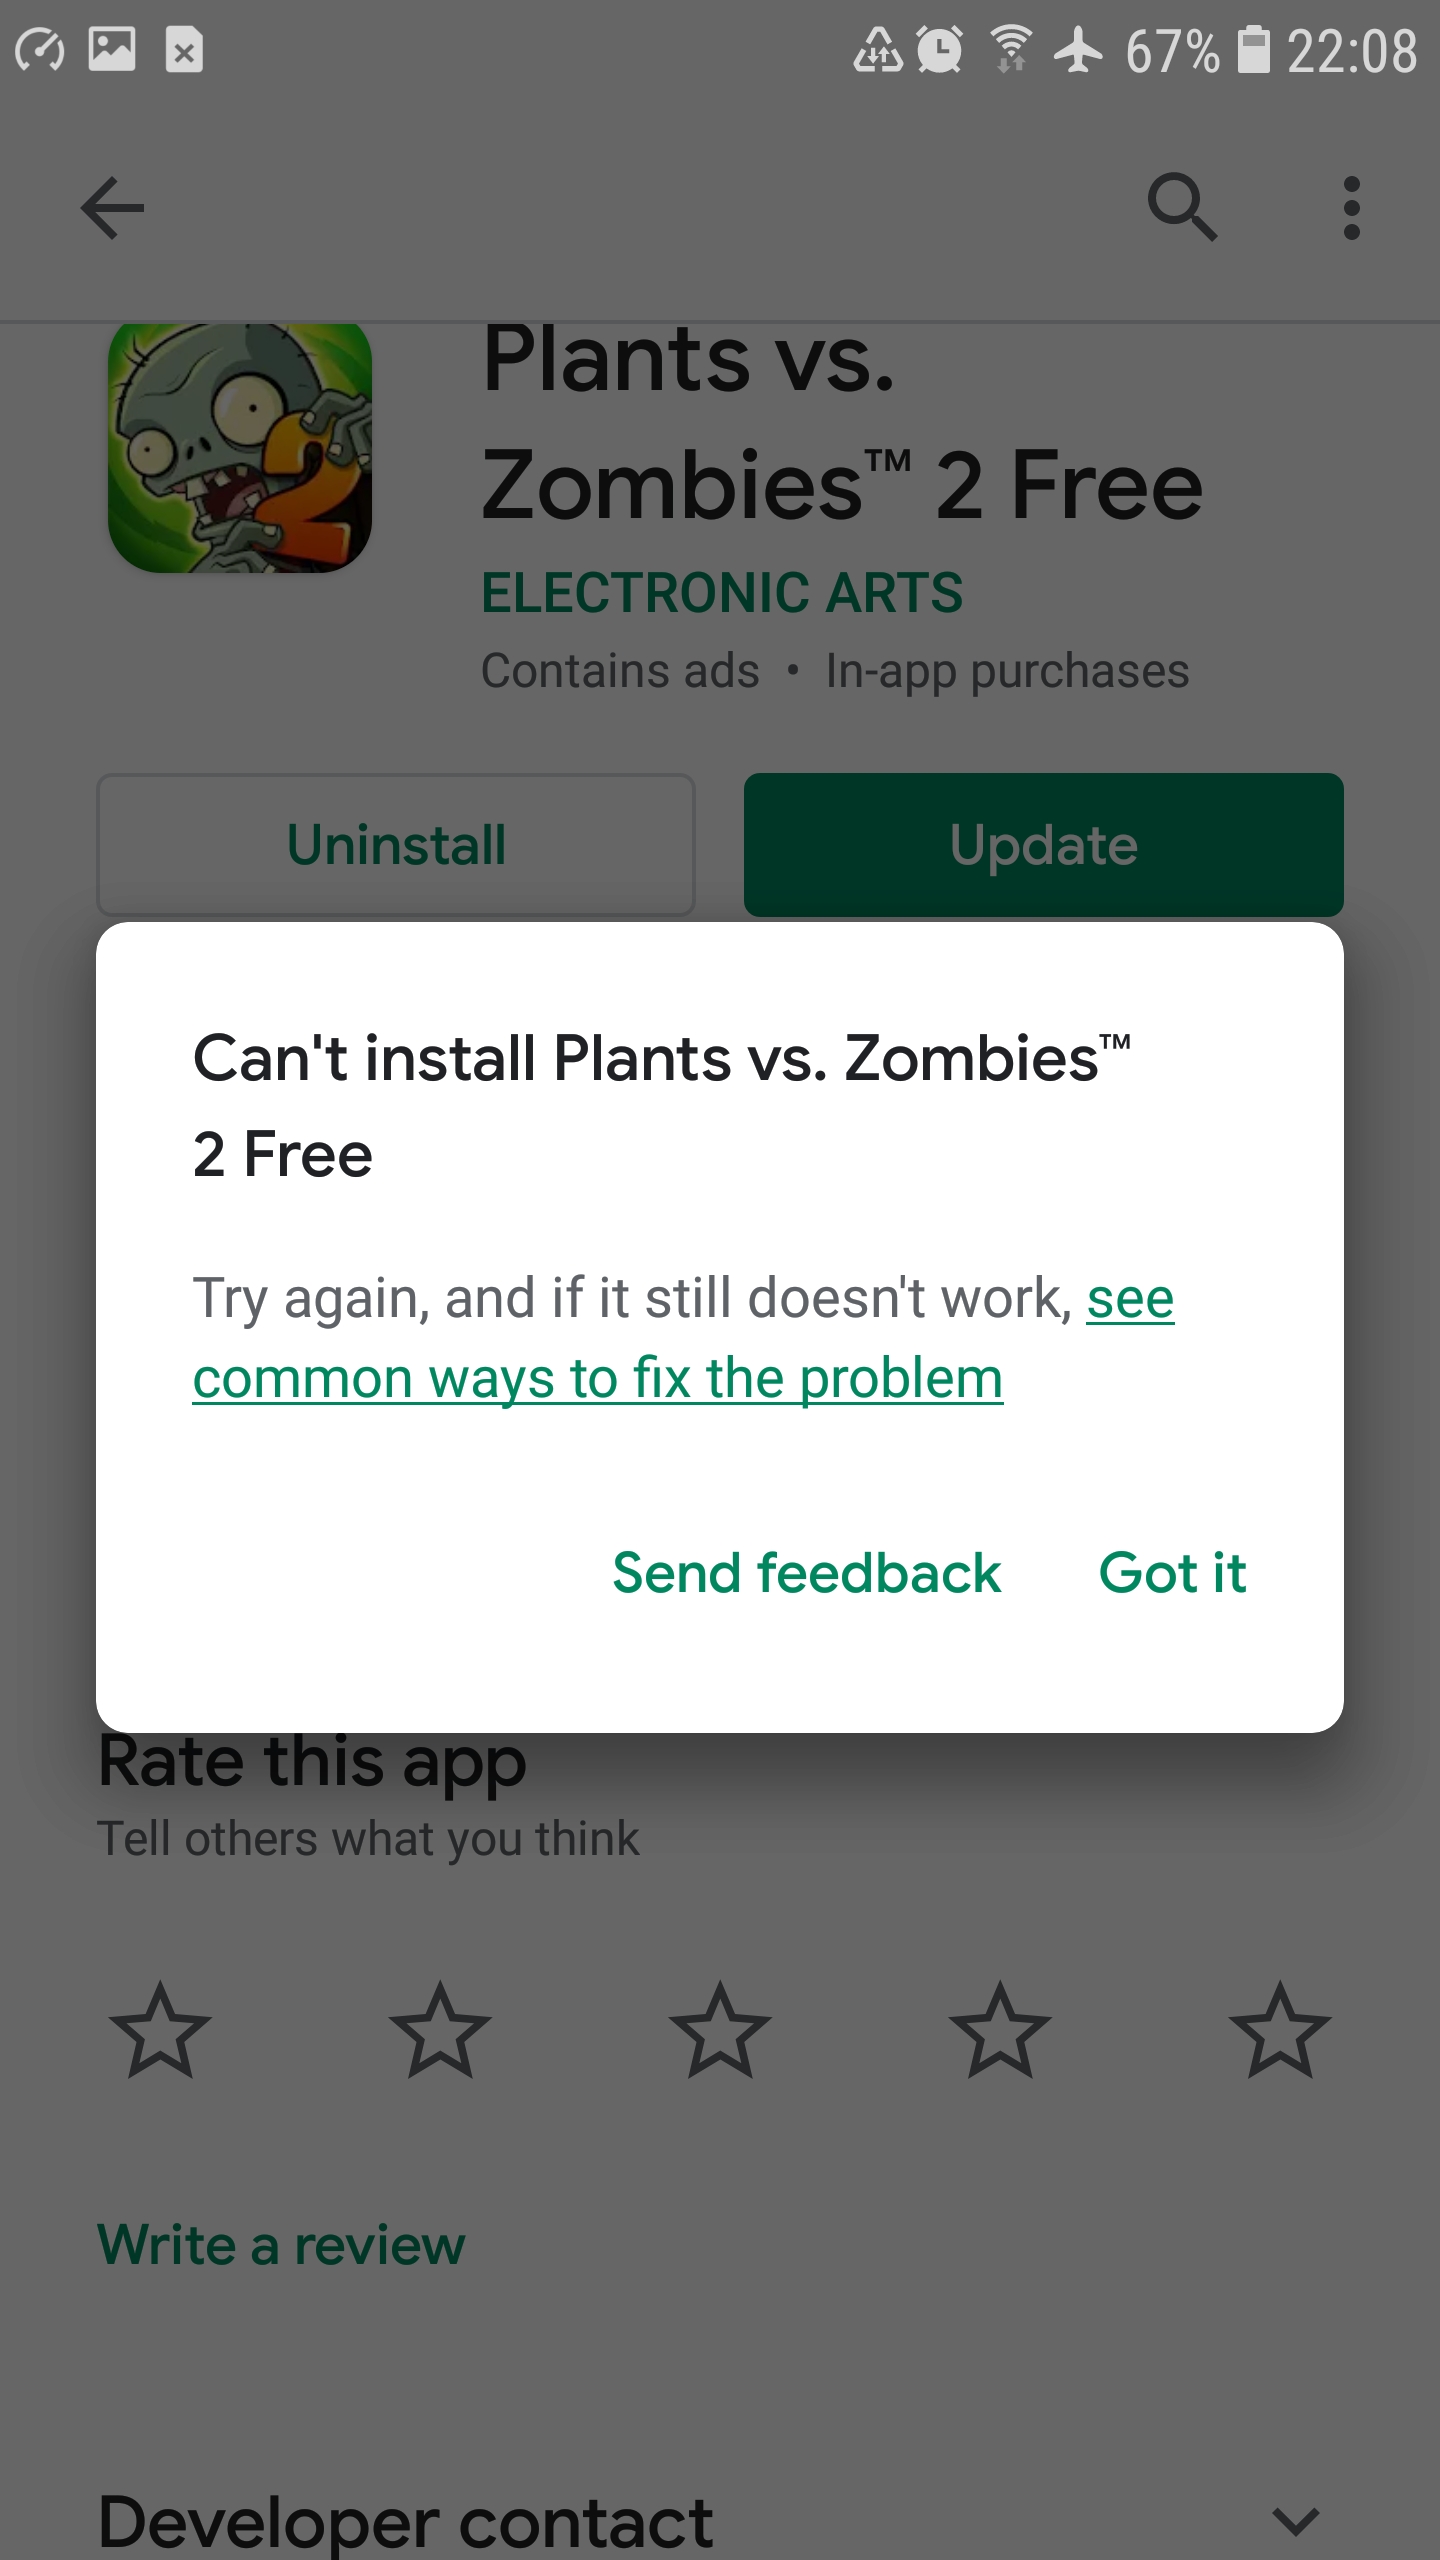 67% 22:08
Plants vs.
Zombies™ 2 Free
ELECTRONIC ARTS
Contains ads • In-app purchases
Uninstall
Update
Can't install Plants vs. Zombies™
2 Free
Try again, and if it still doesn't work, see
common ways to fix the problem
Send feedback
Got it
Rate this app
Tell others what you think
Write a review
Developer contact